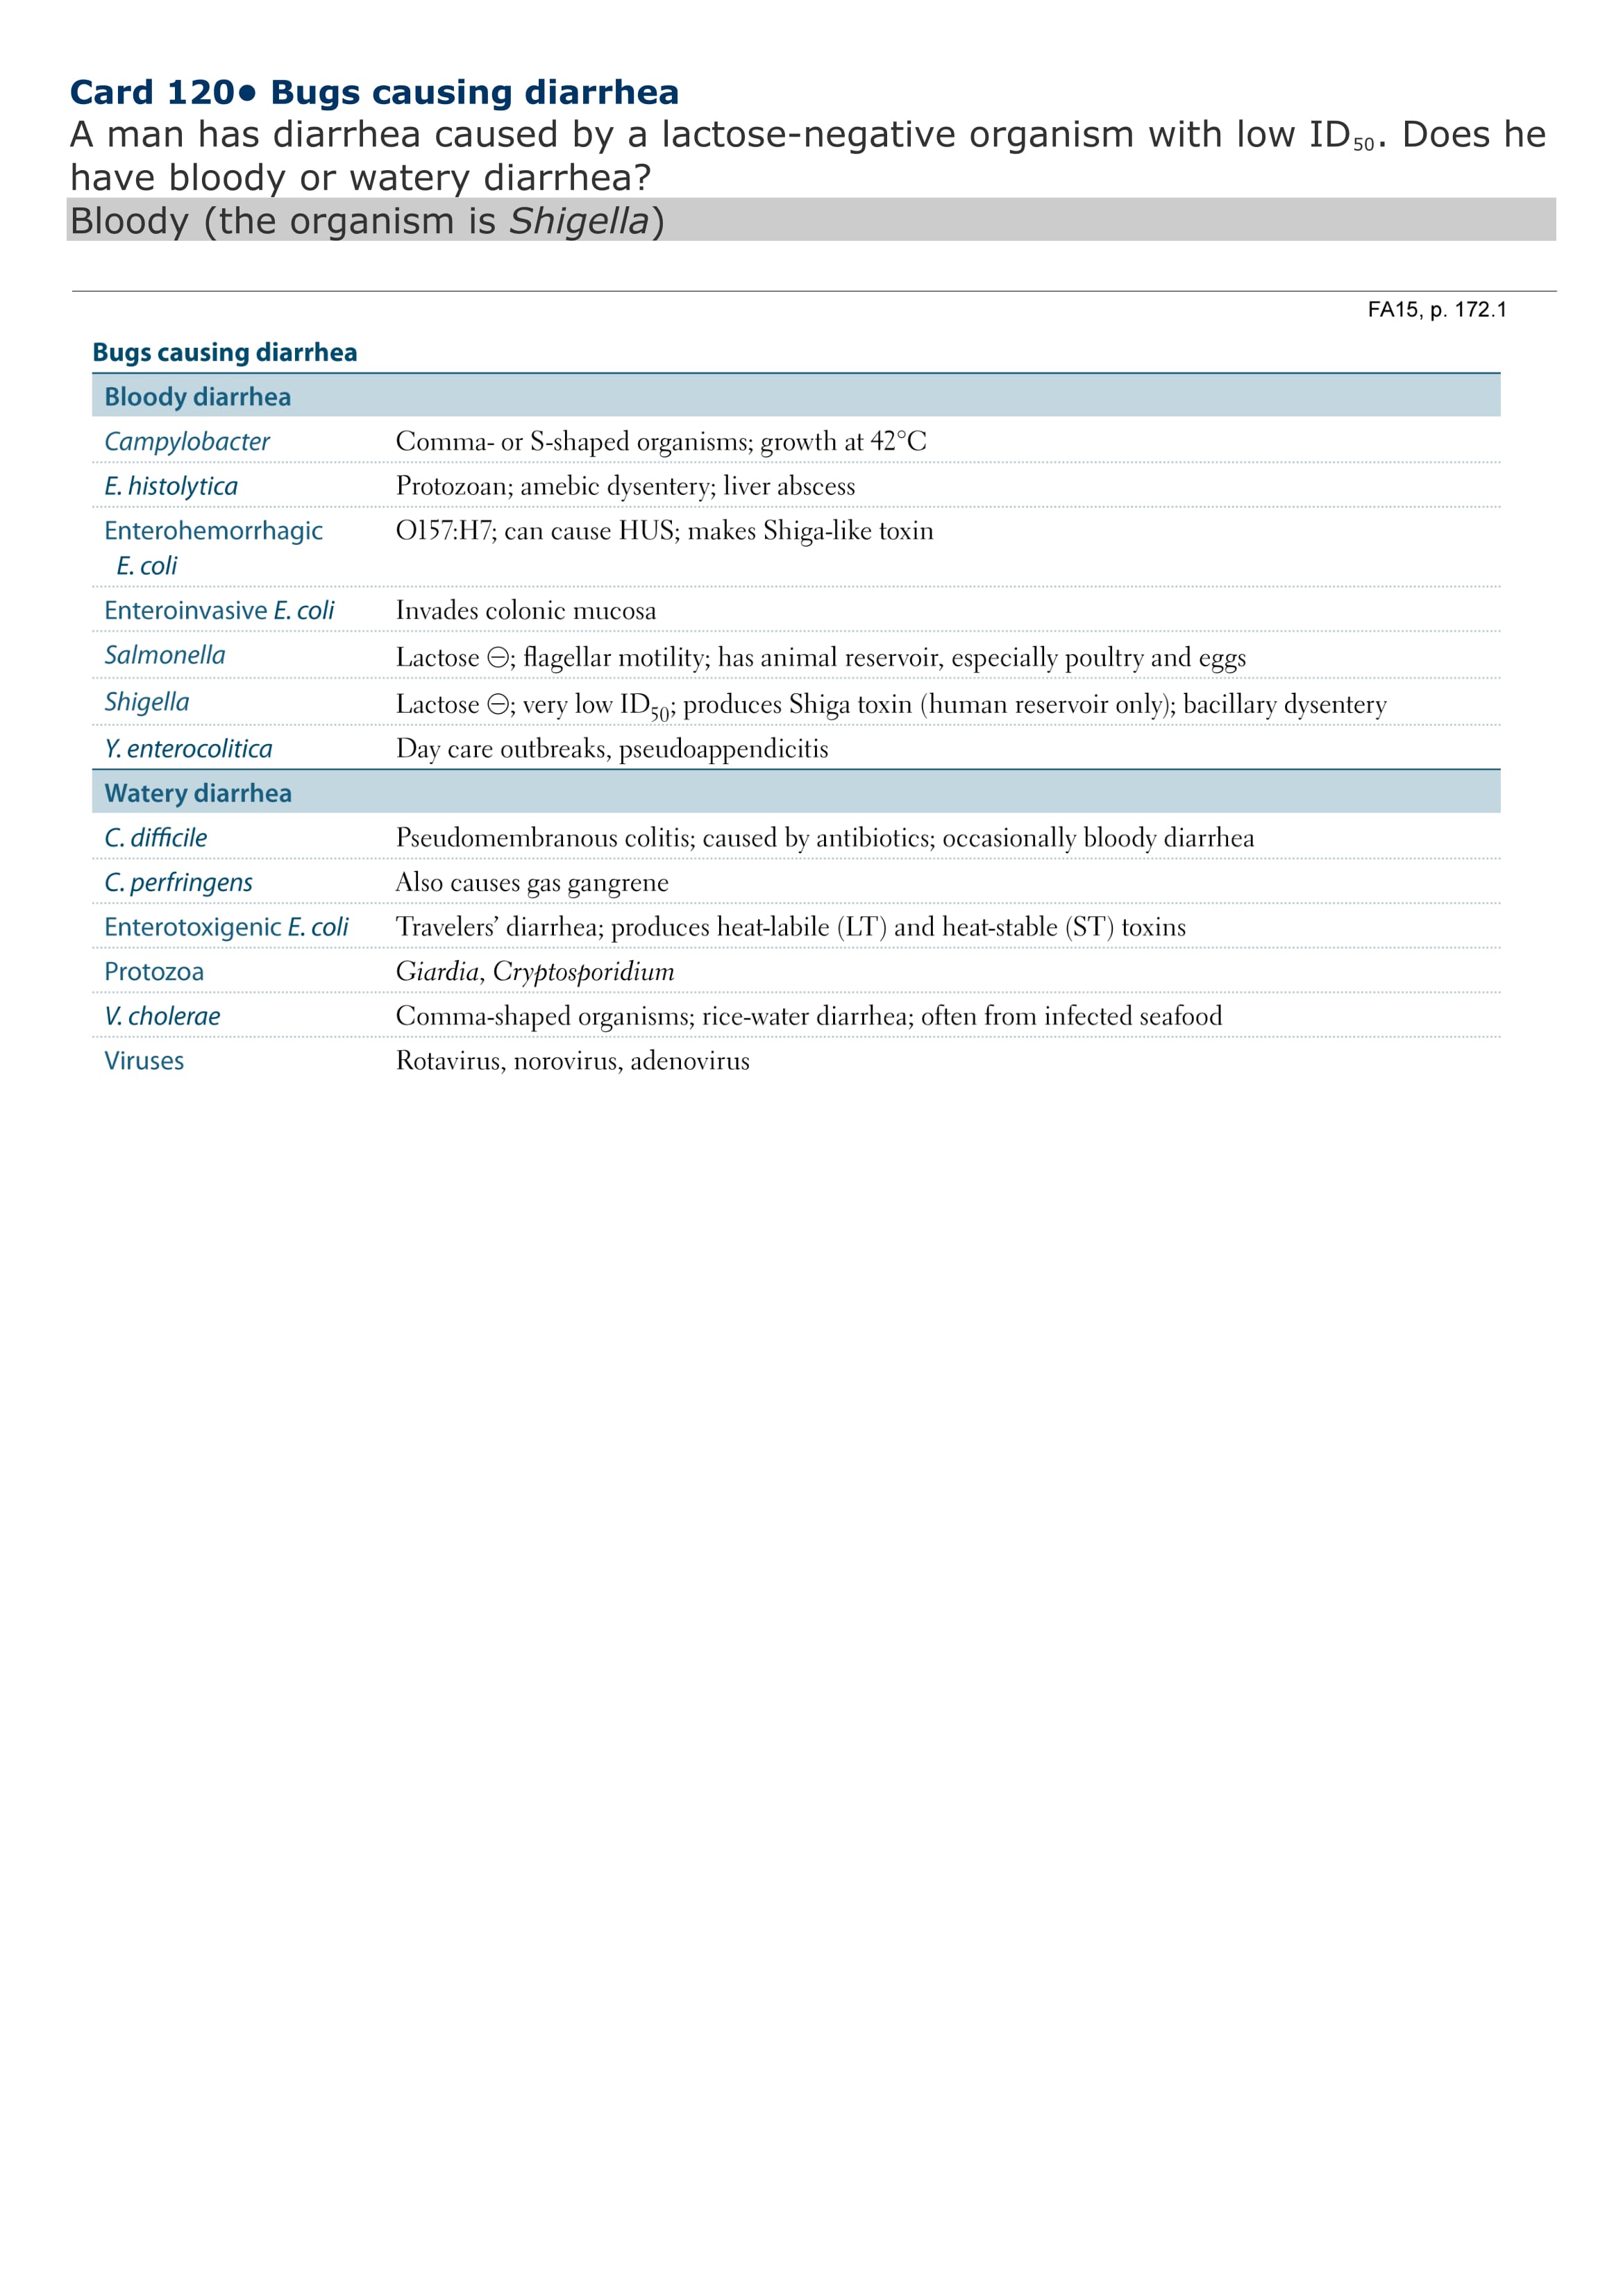 Card 120• Bugs causing diarrhea
A man has diarrhea caused by a lactose-negative organism with low ID50. Does he
have bloody or watery diarrhea?
Bloody (the organism is Shigella)
FA15, p. 172.1
Bugs causing diarrhea
Bloody diarrhea
Campylobacter Comma- or S-shaped organisms; growth at 42°C
E. histolytica Protozoan; amebic dysentery; liver abscess
Enterohemorrhagic O157:H7; can cause HUS; makes Shiga-like toxin
E. coli
Enteroinvasive E. coli Invades colonic mucosa
Salmonella Lactose ⊖; flagellar motility; has animal reservoir, especially poultry and eggs
Shigella Lactose ⊖; very low ID50; produces Shiga toxin (human reservoir only); bacillary dysentery
Y. enterocolitica Day care outbreaks, pseudoappendicitis
Watery diarrhea
C. difficile Pseudomembranous colitis; caused by antibiotics; occasionally bloody diarrhea
C. perfringens Also causes gas gangrene
Enterotoxigenic E. coli Travelers’ diarrhea; produces heat-labile (LT) and heat-stable (ST) toxins
Protozoa Giardia, Cryptosporidium
V. cholerae Comma-shaped organisms; rice-water diarrhea; often from infected seafood
Viruses Rotavirus, norovirus, adenovirus